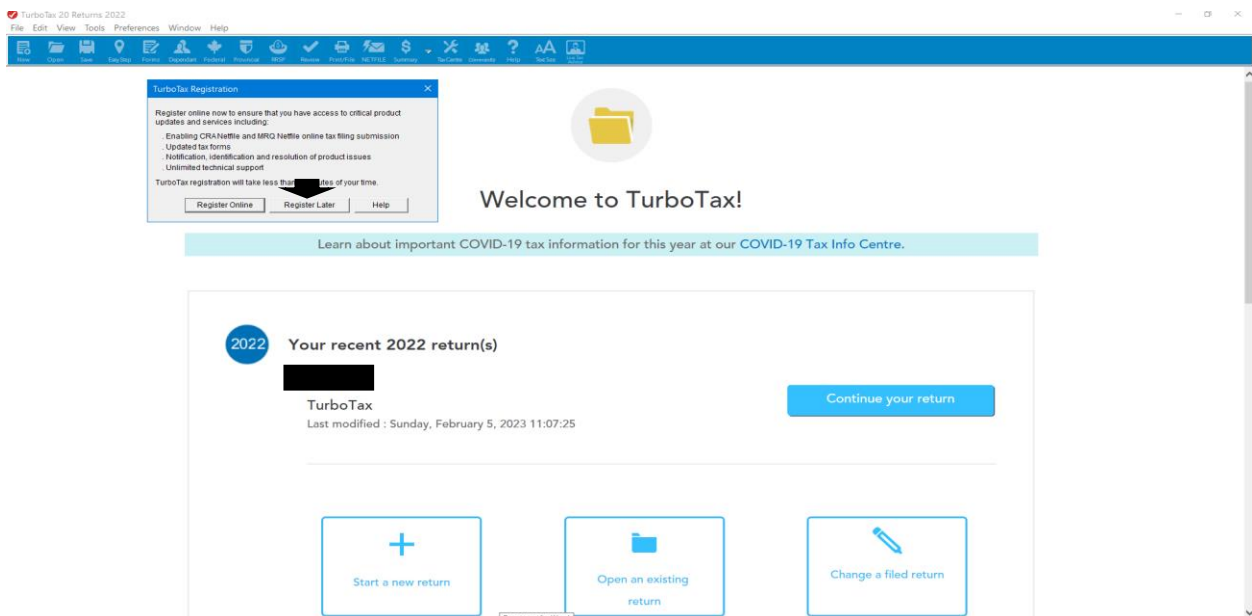 TurboTax 20 Returns 2022
File Edit View Tools Preferences Window Help
New Open Save EasyStep Forms Dependant Federal Provincial RRSP Review Print/File NETFILE Summary Tax Centre Comments Help Text Size
TurboTax Registration
Register online now to ensure that you have access to critical product
updates and services including:
. Enabling CRA Netfile and MRQ Netfile online tax filing submission
. Updated tax forms
. Notification, identification and resolution of product issues
. Unlimited technical support
TurboTax registration will take less than of your time.
Register Online Register Later Help
Welcome to TurboTax!
Learn about important COVID-19 tax information for this year at our COVID-19 Tax Info Centre.
2022 Your recent 2022 return(s)
TurboTax
Continue your return
Last modified : Sunday, February 5, 2023 11:07:25
Start a new return
Open an existing
return
Change a filed return